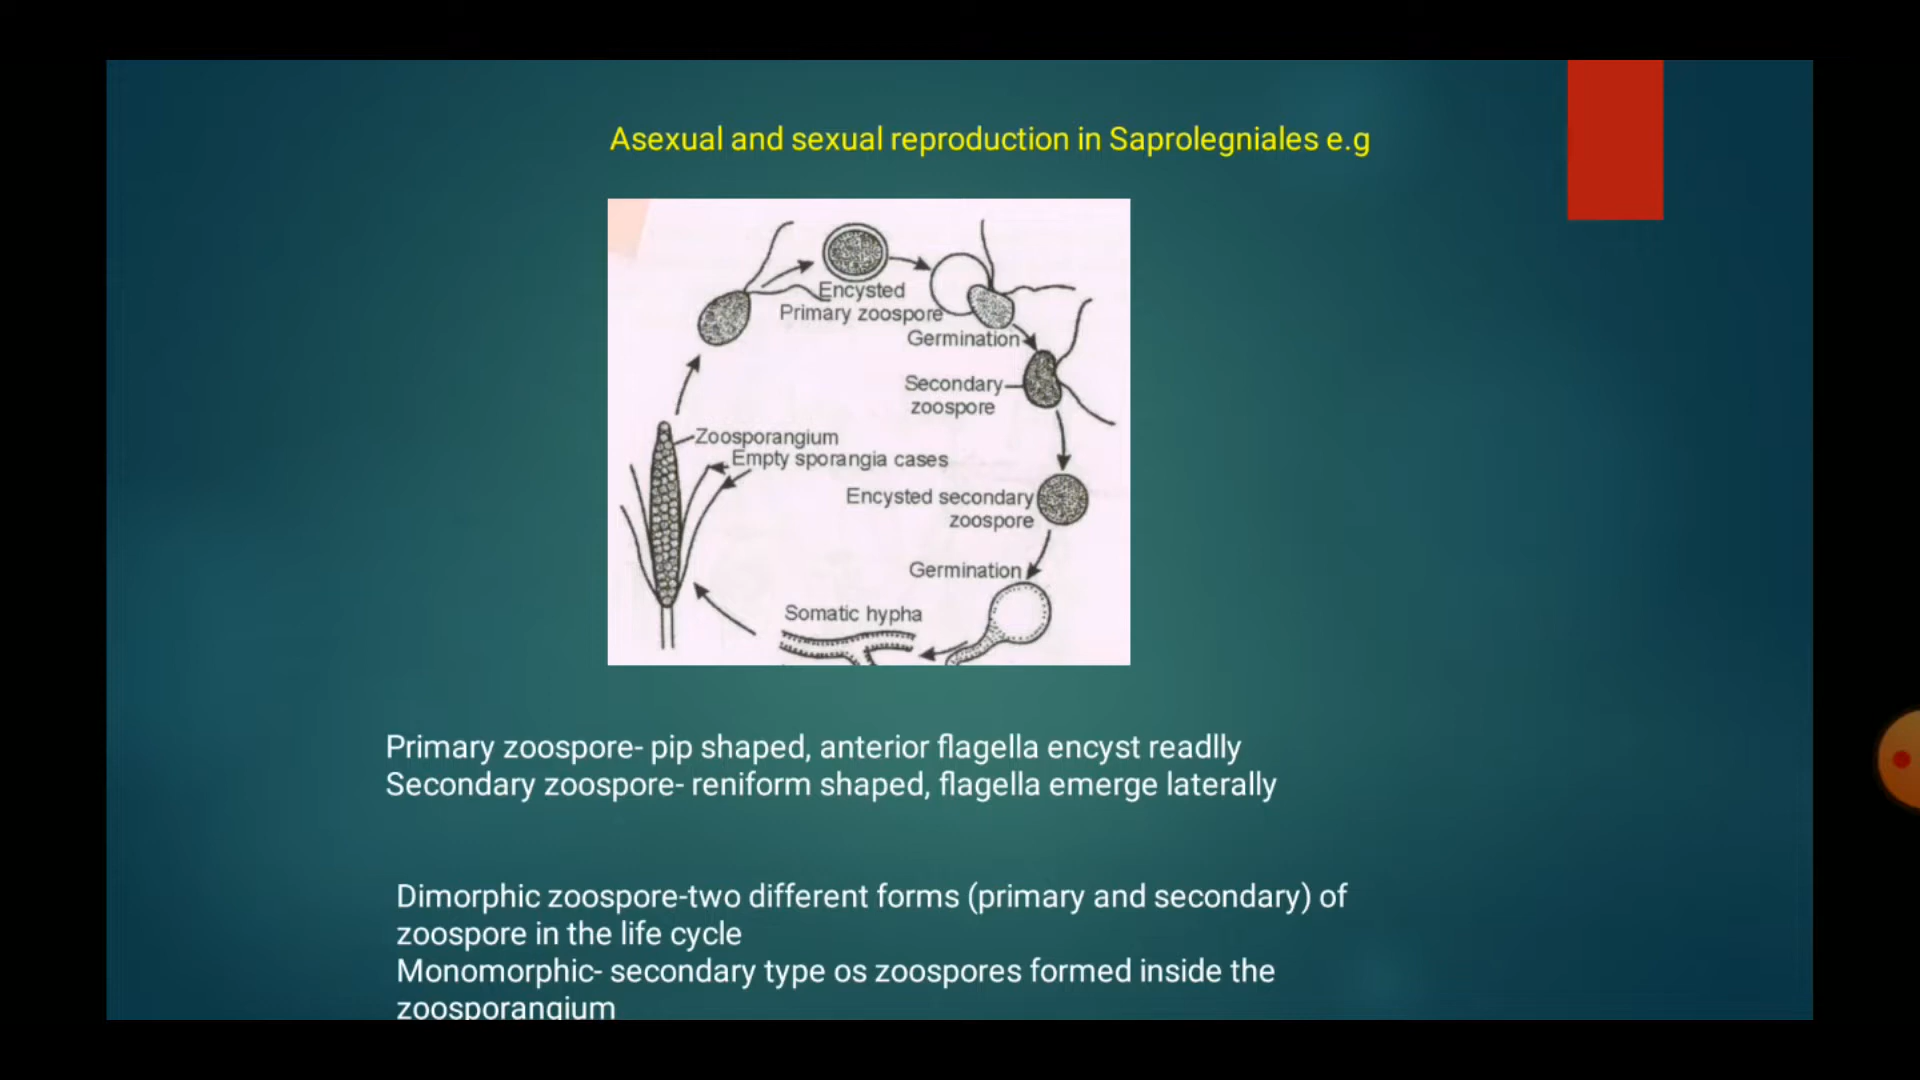 Asexual and sexual reproduction in Saprolegniales e.g
Encysted
Primary zoospore
Germination
Secondary
zoospore
Zoosporangium
Empty sporangia cases
Encysted secondary
zoospore
Germination
Somatic hypha
Primary zoospore- pip shaped, anterior flagella encyst readlly
Secondary zoospore- reniform shaped, flagella emerge laterally
Dimorphic zoospore-two different forms (primary and secondary) of
zoospore in the life cycle
Monomorphic- secondary type os zoospores formed inside the
zoosporangium